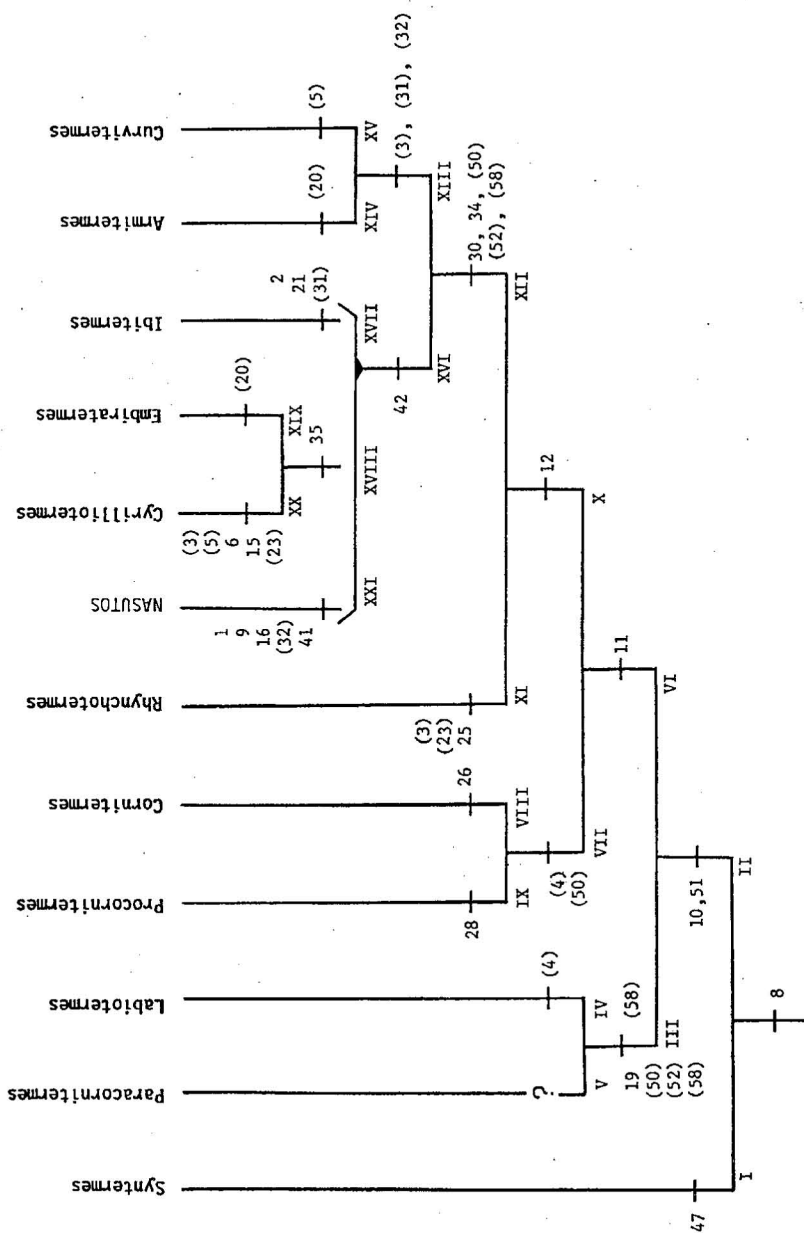 Syntermes
Paracornitermes
Labiotermes
Procornitermes
Cornitermes
Rhynchotermes
NASUTOS
Cyrilliotermes
Embiratermes
Ibitermes
Armitermes
Curvitermes
(20)
(5)
XIV
XV
(3), (31), (32)
2
21
(31)
XVII
(20)
XIX
35
(3)
(5)
6
15
(23)
XX
XVIII
42
XVI
XIII
30, 34, (50)
(52), (58)
XII
1
9
16
(32)
41
XXI
(3)
(23)
25
XI
12
X
26
VIII
28
IX
(4)
(50)
VII
11
VI
(4)
IV
?
V
(58)
19
(50)
(52)
(58)
III
10,51
II
8
47
I